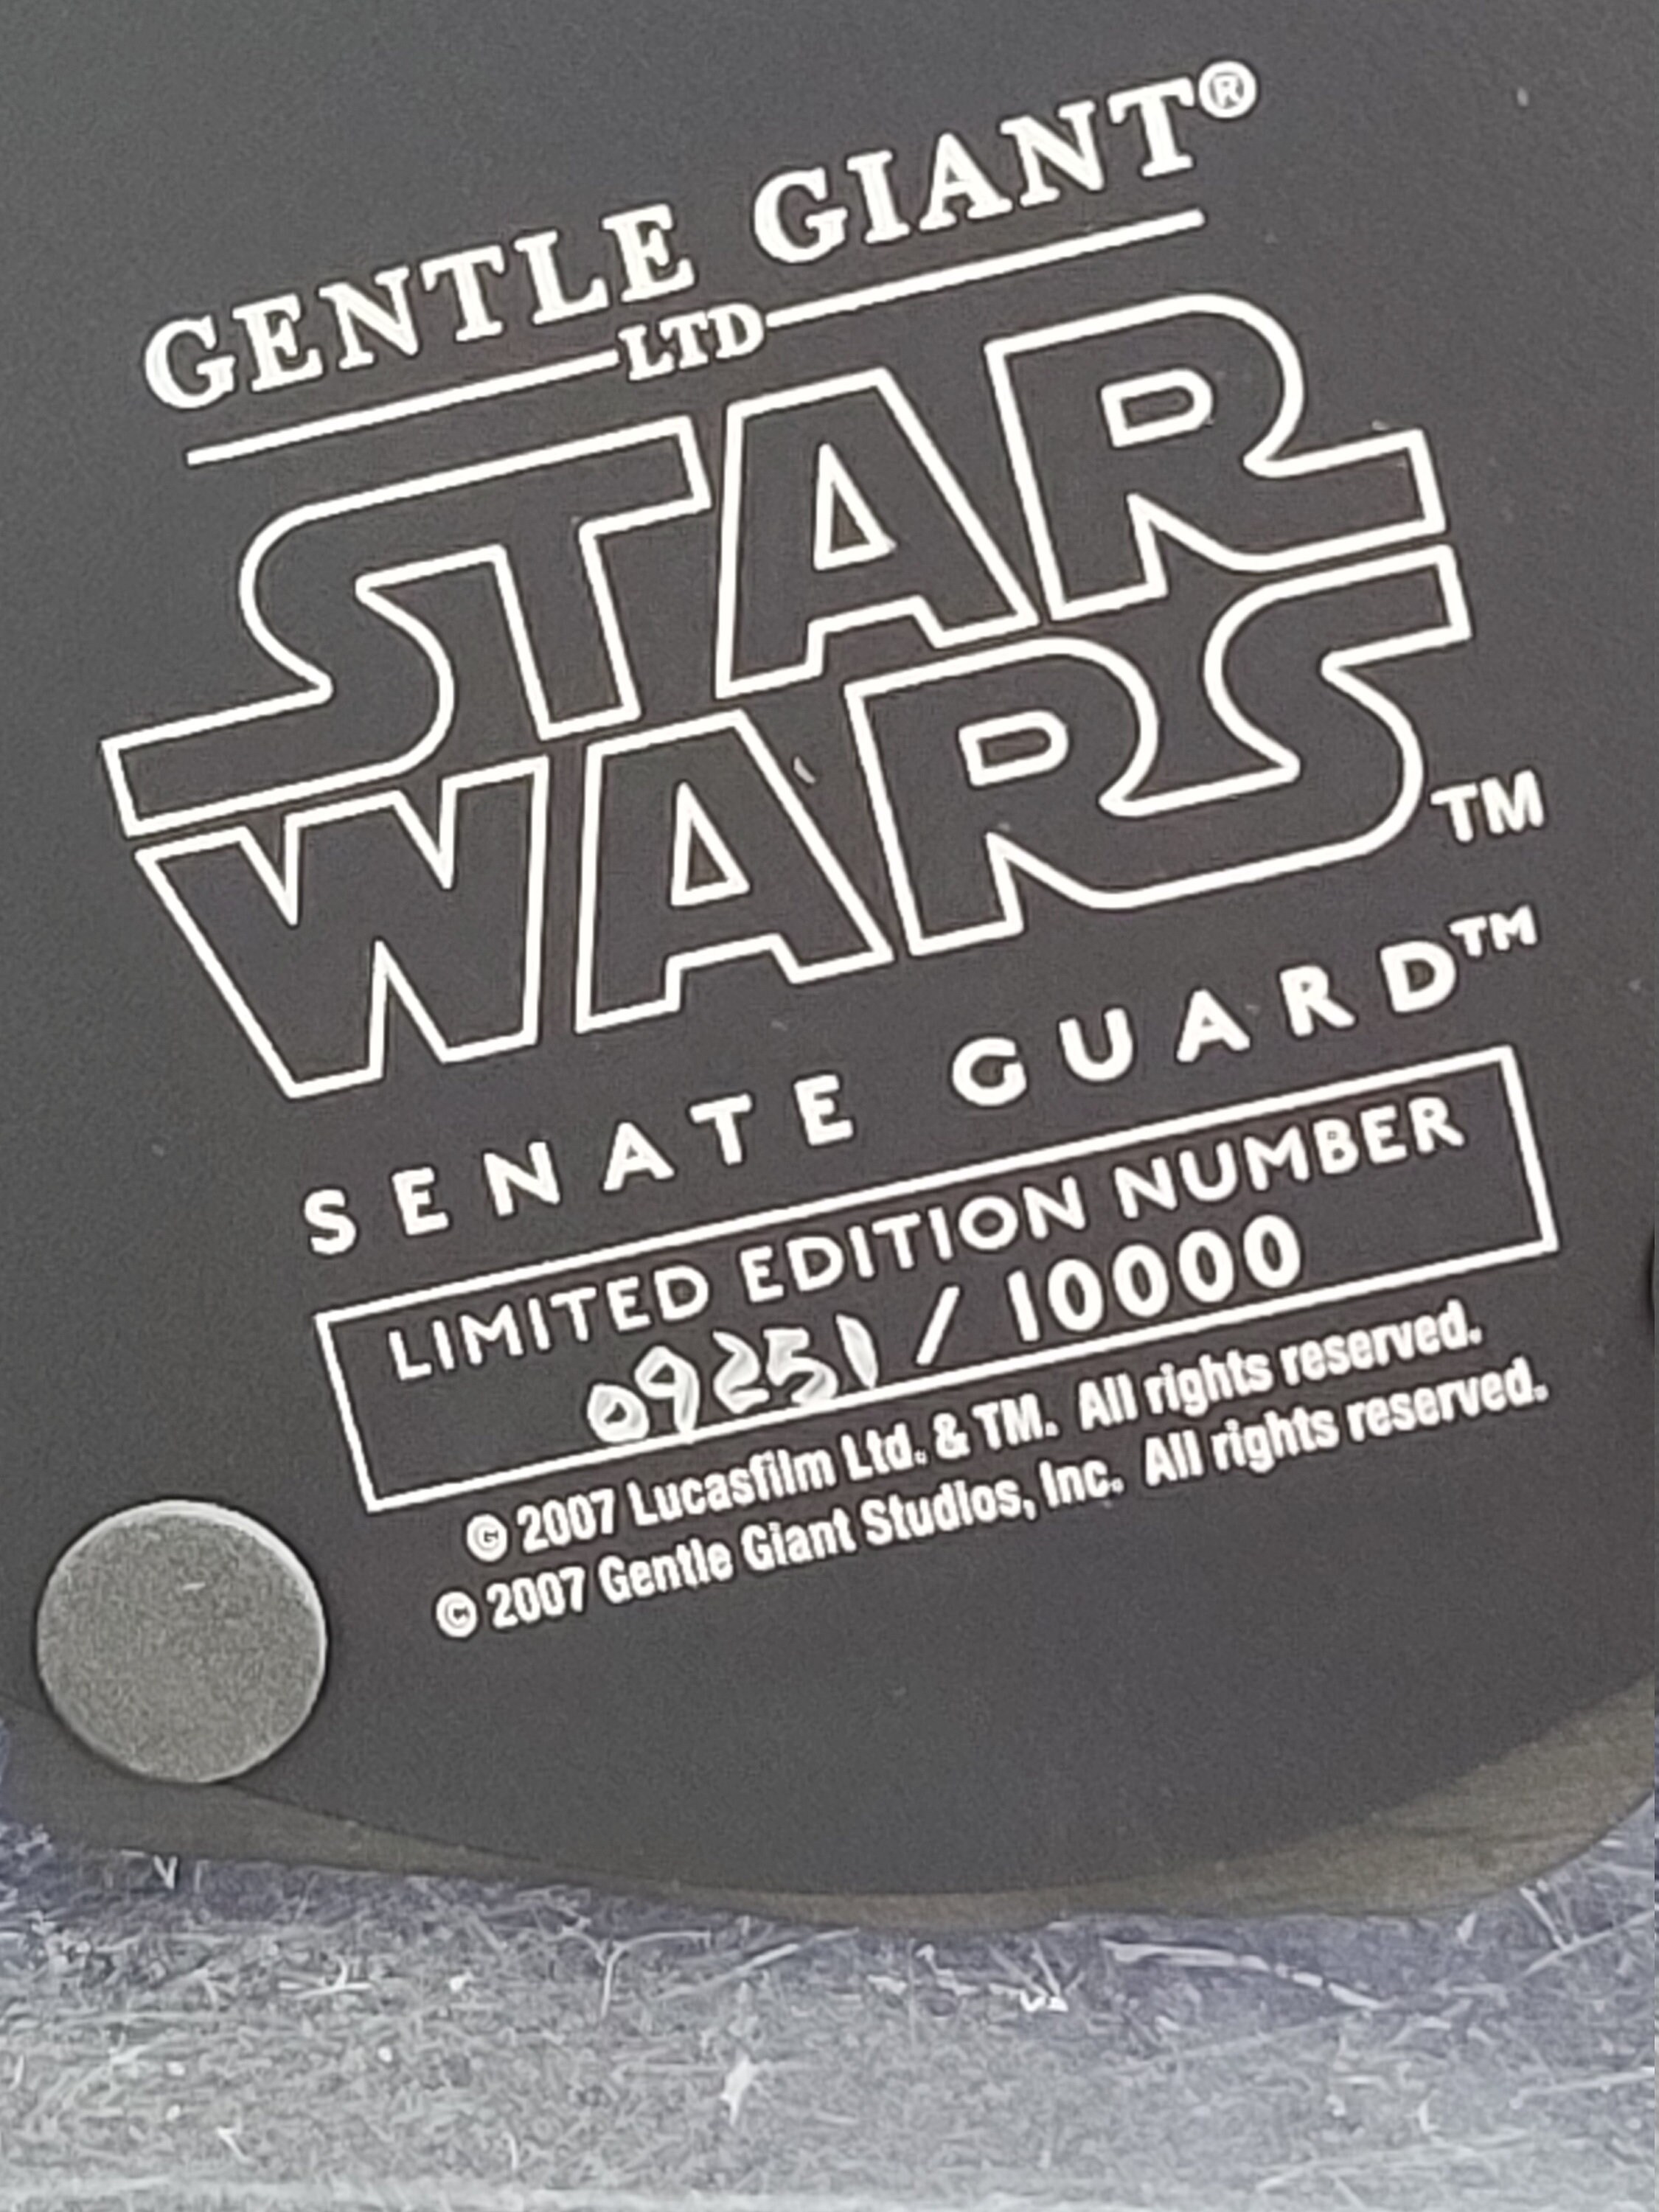 GENTLE GIANT®
LTD
STAR
WARS™
SENATE GUARD™
LIMITED EDITION NUMBER
09251 / 10000
© 2007 Lucasfilm Ltd. & TM. All rights reserved.
© 2007 Gentle Giant Studios, Inc. All rights reserved.